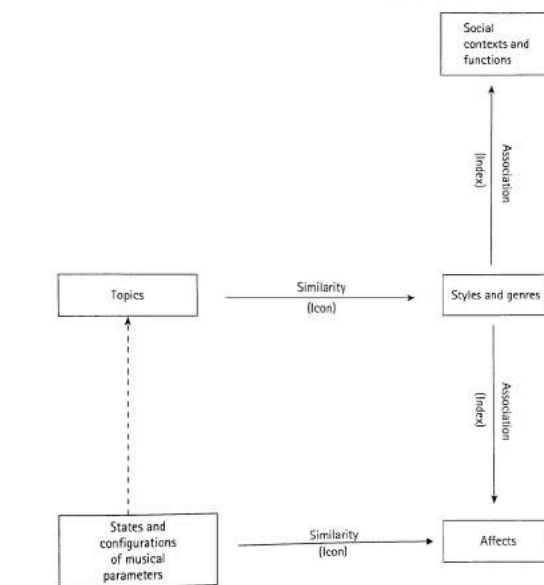 Social
contexts and
functions
Association
(Index)
Topics
Similarity
(Icon)
Styles and genres
Association
(Index)
States and
configurations
of musical
parameters
Similarity
(Icon)
Affects